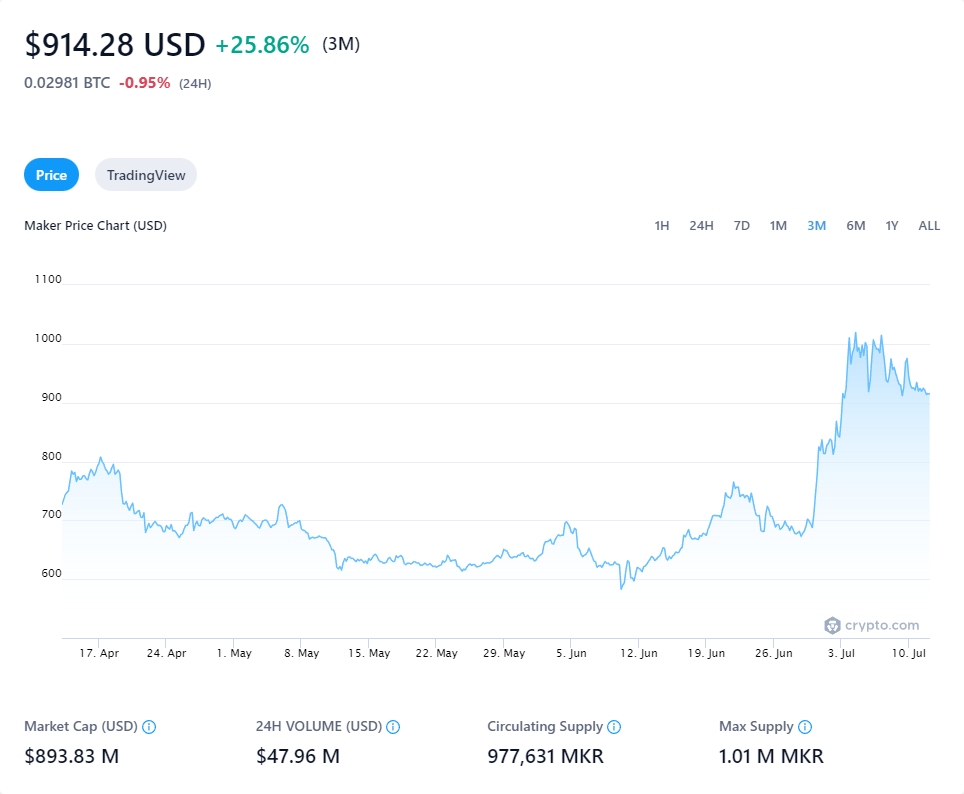 $914.28 USD +25.86% (3M)
0.02981 BTC -0.95% (24H)
Price TradingView
Maker Price Chart (USD) 1H 24H 7D 1M 3M 6M 1Y ALL
1100
1000
900
800
700
600
crypto.com
17. Apr 24. Apr 1. May 8. May 15. May 22. May 29. May 5. Jun 12. Jun 19. Jun 26. Jun 3. Jul 10. Jul
Market Cap (USD) 24H VOLUME (USD) Circulating Supply Max Supply
$893.83 M $47.96 M 977,631 MKR 1.01 M MKR